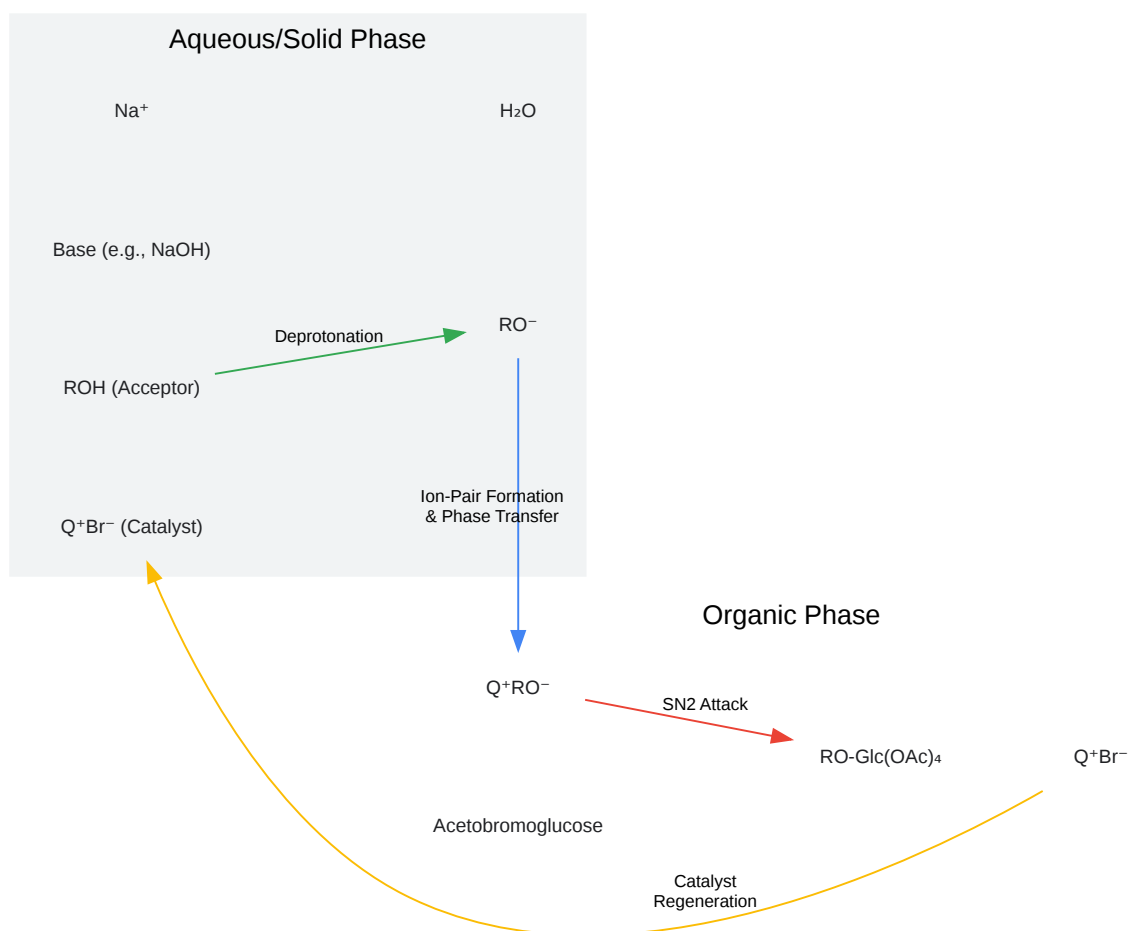 Aqueous/Solid Phase
Na⁺
H₂O
Base (e.g., NaOH)
RO⁻
Deprotonation
ROH (Acceptor)
Ion-Pair Formation
& Phase Transfer
Q⁺Br⁻ (Catalyst)
Organic Phase
Q⁺RO⁻
SN2 Attack
RO-Glc(OAc)₄
Q⁺Br⁻
Acetobromoglucose
Catalyst
Regeneration